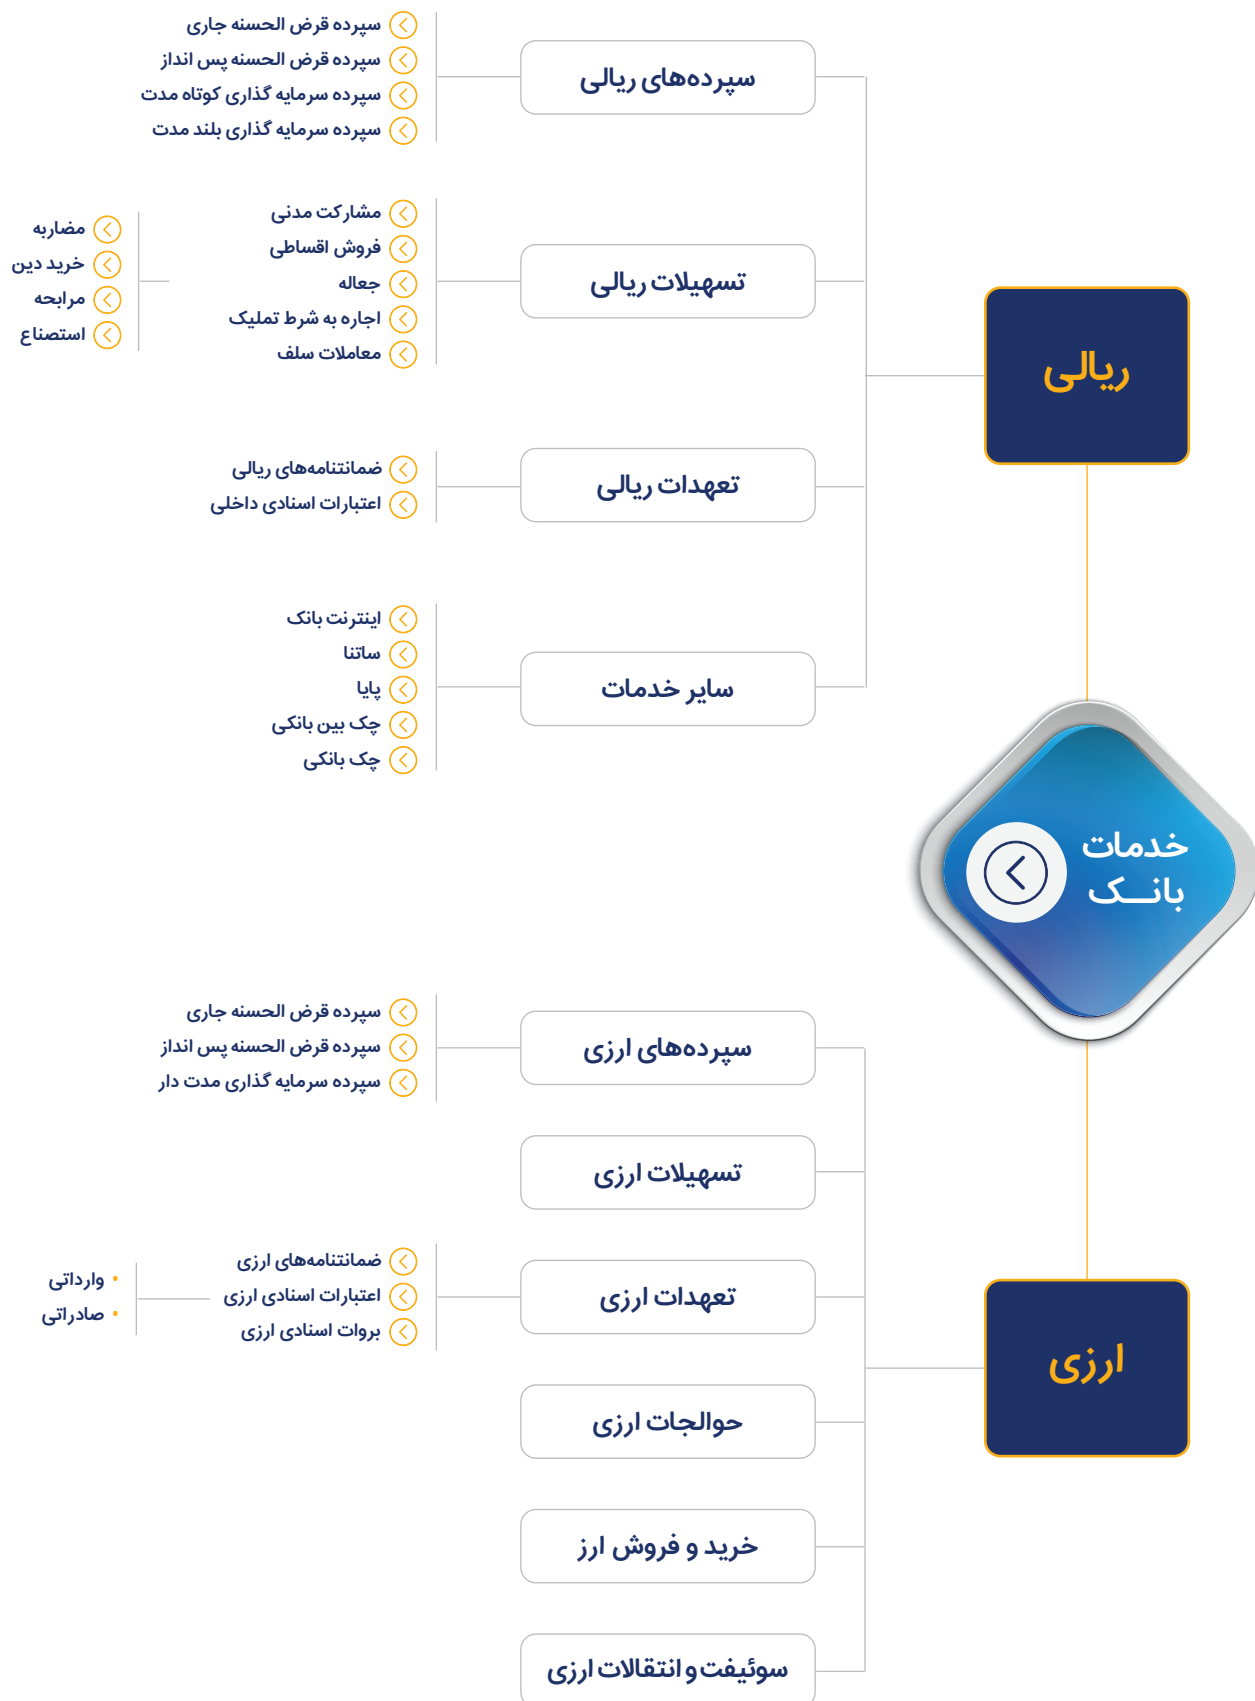 خدمات
بانــک
ریالی
سپرده‌های ریالی
سپرده قرض الحسنه جاری
سپرده قرض الحسنه پس انداز
سپرده سرمایه گذاری کوتاه مدت
سپرده سرمایه گذاری بلند مدت
تسهیلات ریالی
مشارکت مدنی
فروش اقساطی
جعاله
اجاره به شرط تملیک
معاملات سلف
مضاربه
خرید دین
مرابحه
استصناع
تعهدات ریالی
ضمانتنامه‌های ریالی
اعتبارات اسنادی داخلی
سایر خدمات
اینترنت بانک
ساتنا
پایا
چک بین بانکی
چک بانکی
ارزی
سپرده‌های ارزی
سپرده قرض الحسنه جاری
سپرده قرض الحسنه پس انداز
سپرده سرمایه گذاری مدت دار
تسهیلات ارزی
تعهدات ارزی
ضمانتنامه‌های ارزی
اعتبارات اسنادی ارزی
بروات اسنادی ارزی
• وارداتی
• صادراتی
حوالجات ارزی
خرید و فروش ارز
سوئیفت و انتقالات ارزی